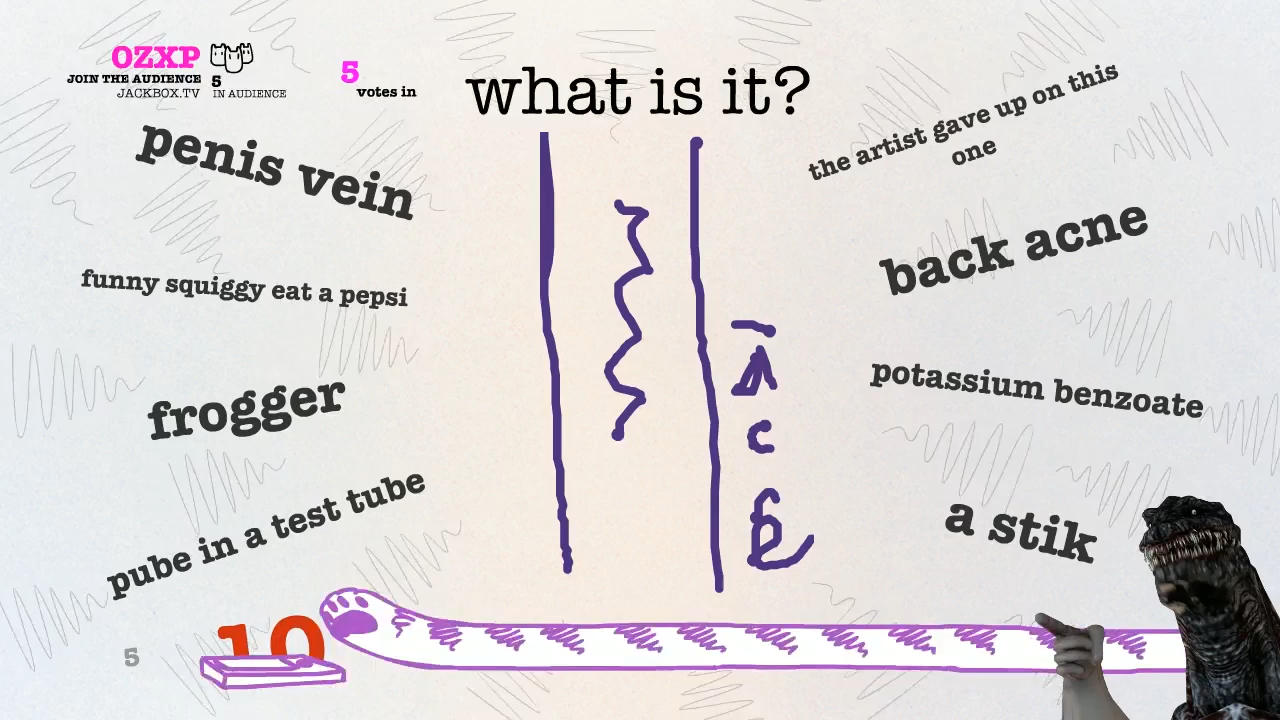 OZXP
JOIN THE AUDIENCE
JACKBOX.TV
5
IN AUDIENCE
5
votes in
what is it?
penis vein
funny squiggy eat a pepsi
frogger
pube in a test tube
the artist gave up on this
one
back acne
potassium benzoate
a stik
5
10